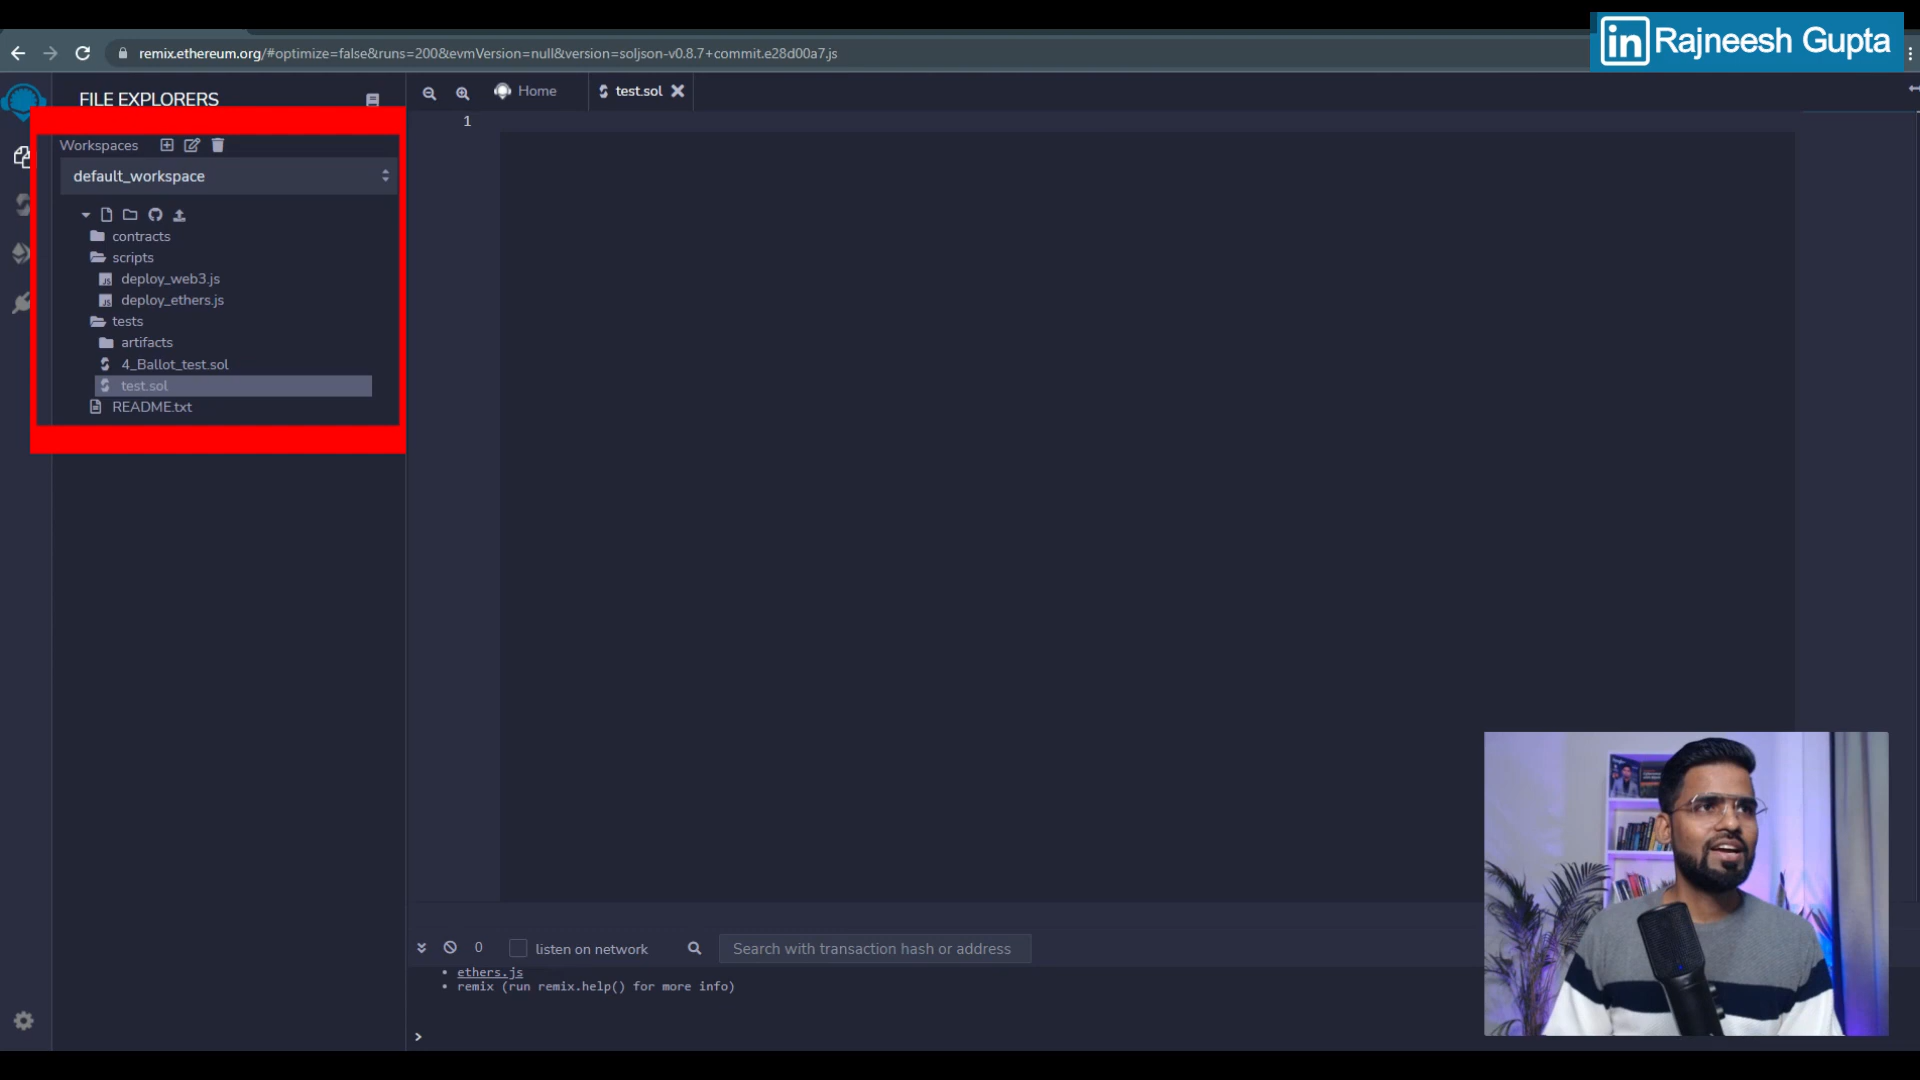 in Rajneesh Gupta
remix.ethereum.org/#optimize=false&runs=200&evmVersion=null&version=soljson-v0.8.7+commit.e28d00a7.js
FILE EXPLORERS
Home
test.sol
1
Workspaces
default_workspace
contracts
scripts
deploy_web3.js
deploy_ethers.js
tests
artifacts
4_Ballot_test.sol
test.sol
README.txt
0
listen on network
Search with transaction hash or address
• ethers.js
• remix (run remix.help() for more info)
>